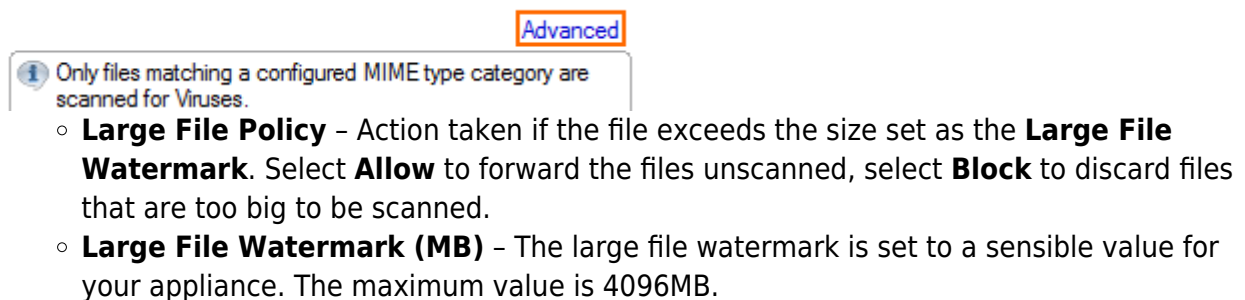 Advanced
Only files matching a configured MIME type category are
scanned for Viruses.
Large File Policy – Action taken if the file exceeds the size set as the Large File
Watermark. Select Allow to forward the files unscanned, select Block to discard files
that are too big to be scanned.
Large File Watermark (MB) – The large file watermark is set to a sensible value for
your appliance. The maximum value is 4096MB.